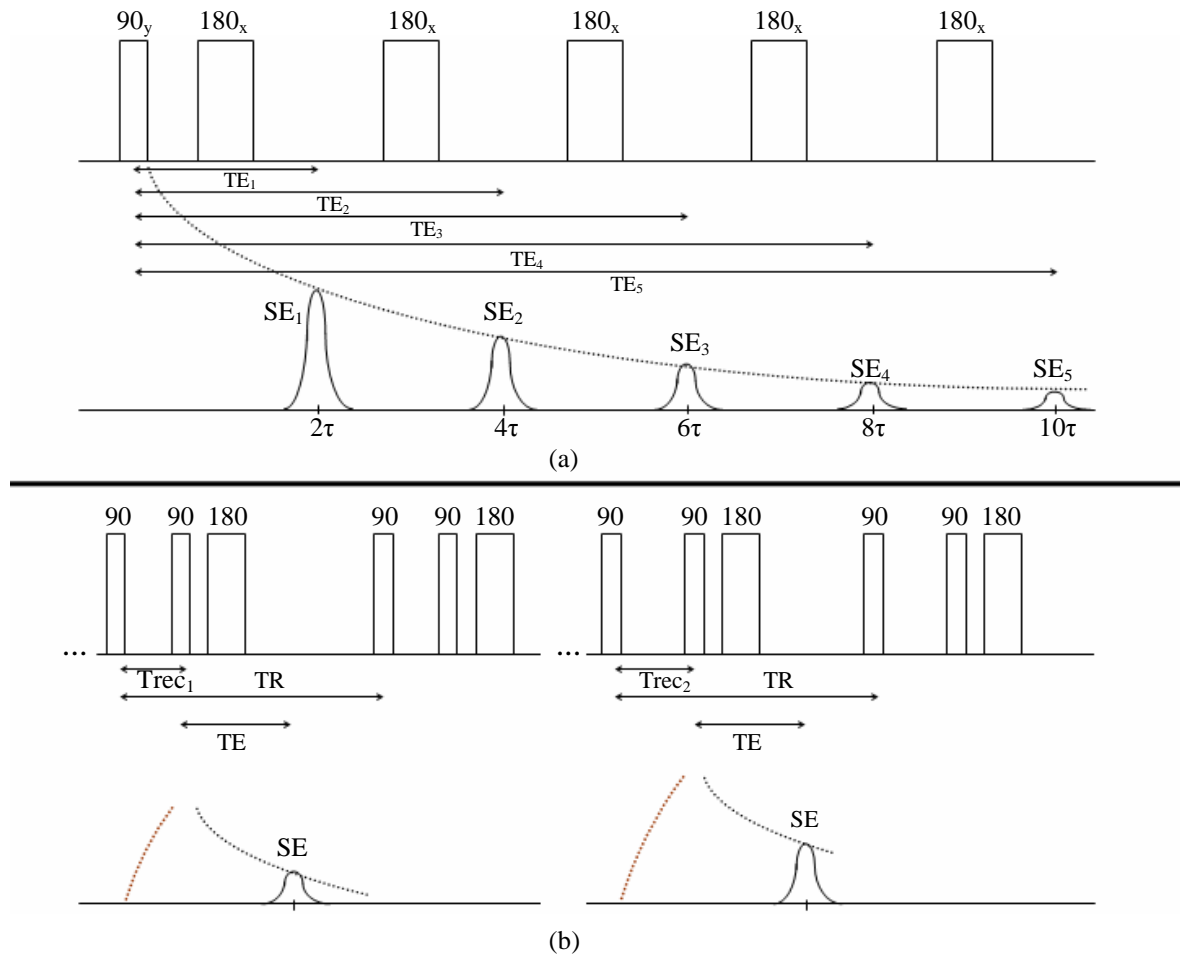 90y 180x 180x 180x 180x 180x
TE1
TE2
TE3
TE4
TE5
SE1 SE2 SE3 SE4 SE5
2τ 4τ 6τ 8τ 10τ
(a)
90 90 180 90 90 180 90 90 180 90 90 180
... ...
Trec1 TR Trec2 TR
TE TE
SE SE
(b)